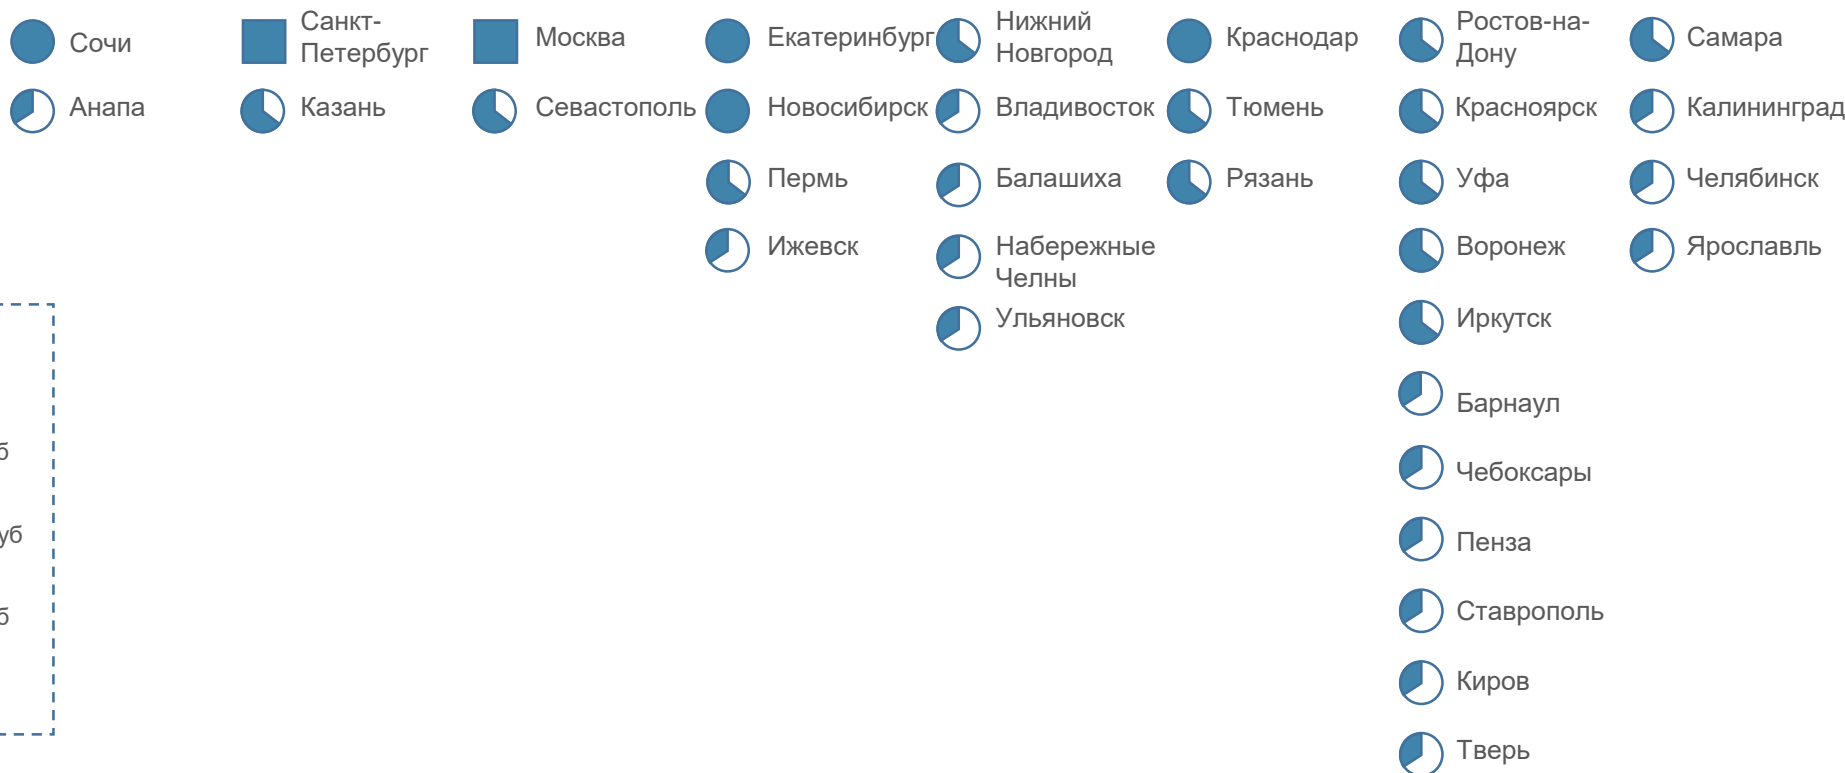 Сочи
Санкт-
Петербург
Москва
Екатеринбург
Нижний
Новгород
Краснодар
Ростов-на-
Дону
Самара
Анапа
Казань
Севастополь
Новосибирск
Владивосток
Тюмень
Красноярск
Калининград
Пермь
Балашиха
Рязань
Уфа
Челябинск
Ижевск
Набережные
Челны
Воронеж
Ярославль
Ульяновск
Иркутск
Барнаул
Чебоксары
Пенза
Ставрополь
Киров
Тверь